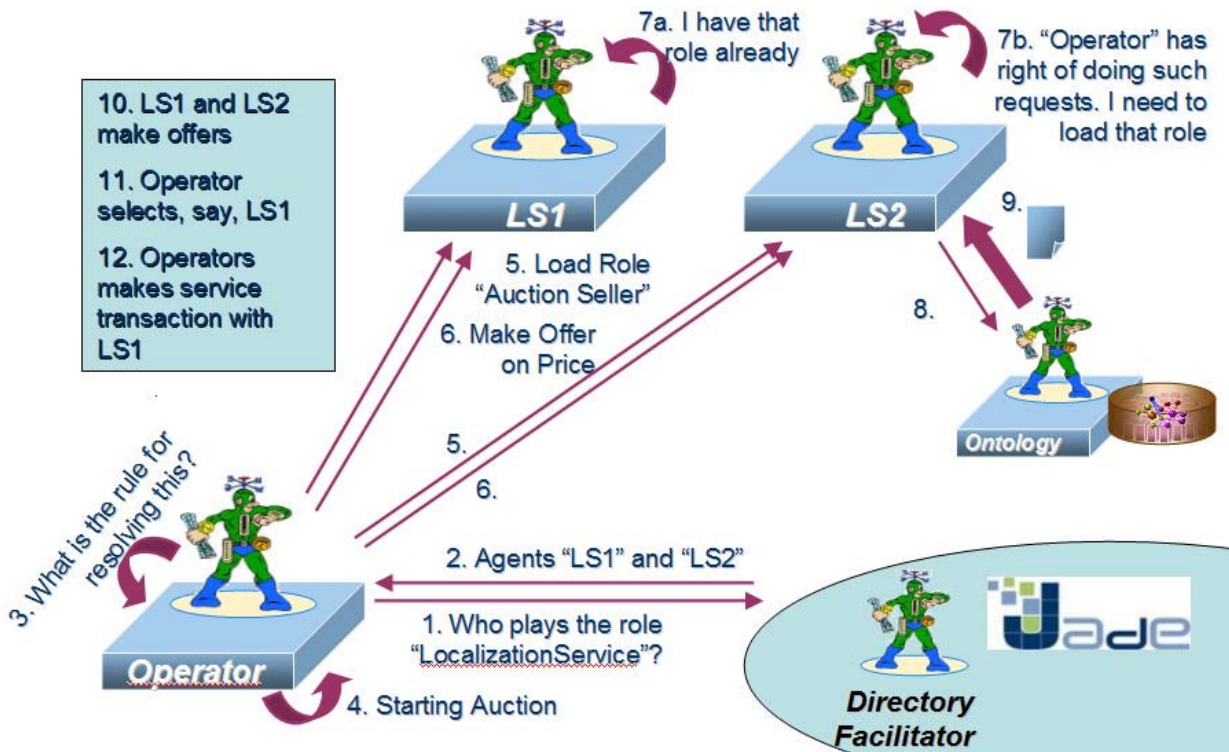 7a. I have that
role already
7b. “Operator” has
right of doing such
requests. I need to
load that role
10. LS1 and LS2
make offers
11. Operator
selects, say, LS1
12. Operators
makes service
transaction with
LS1
LS1
LS2
9.
5. Load Role
“Auction Seller”
6. Make Offer
on Price
8.
Ontology
5.
6.
3. What is the rule for
resolving this?
2. Agents “LS1” and “LS2”
1. Who plays the role
“LocalizationService”?
Operator
4. Starting Auction
Jade
Directory
Facilitator